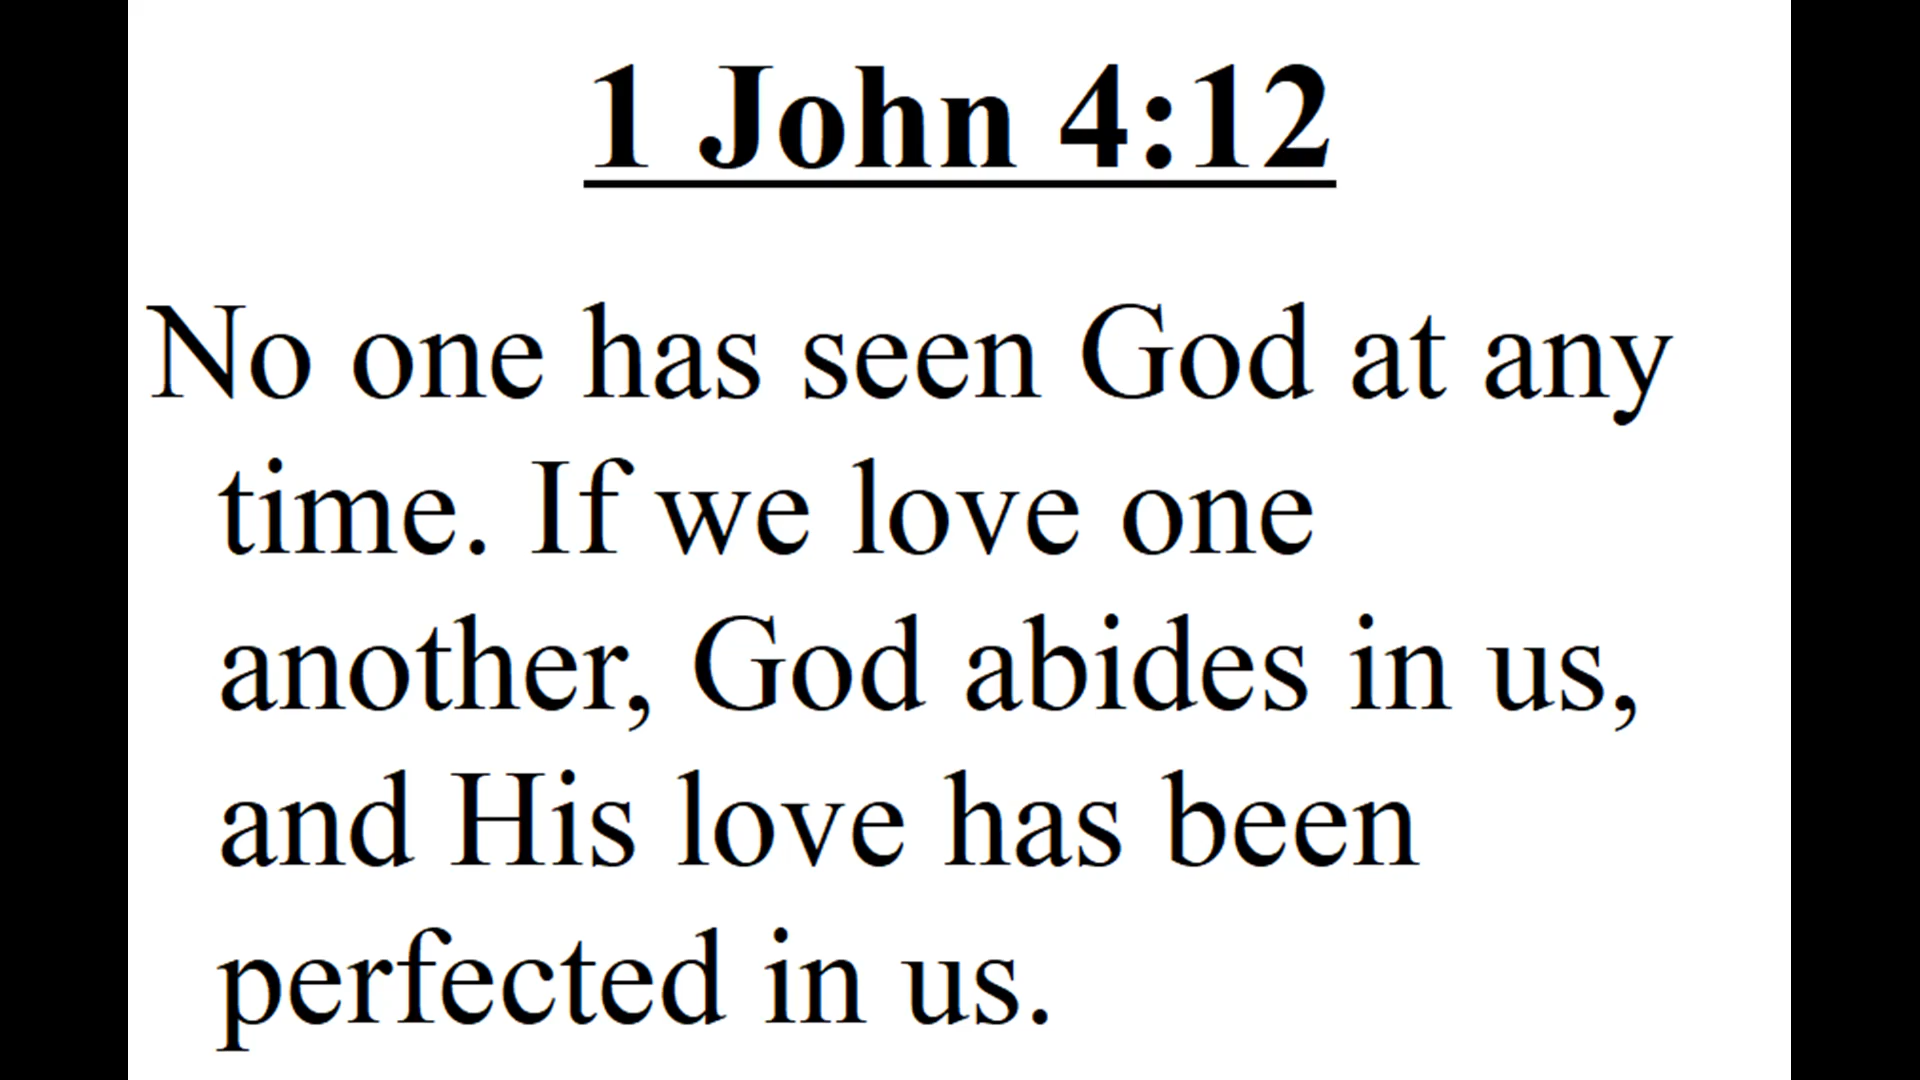 1 John 4:12
No one has seen God at any
time. If we love one
another, God abides in us,
and His love has been
perfected in us.